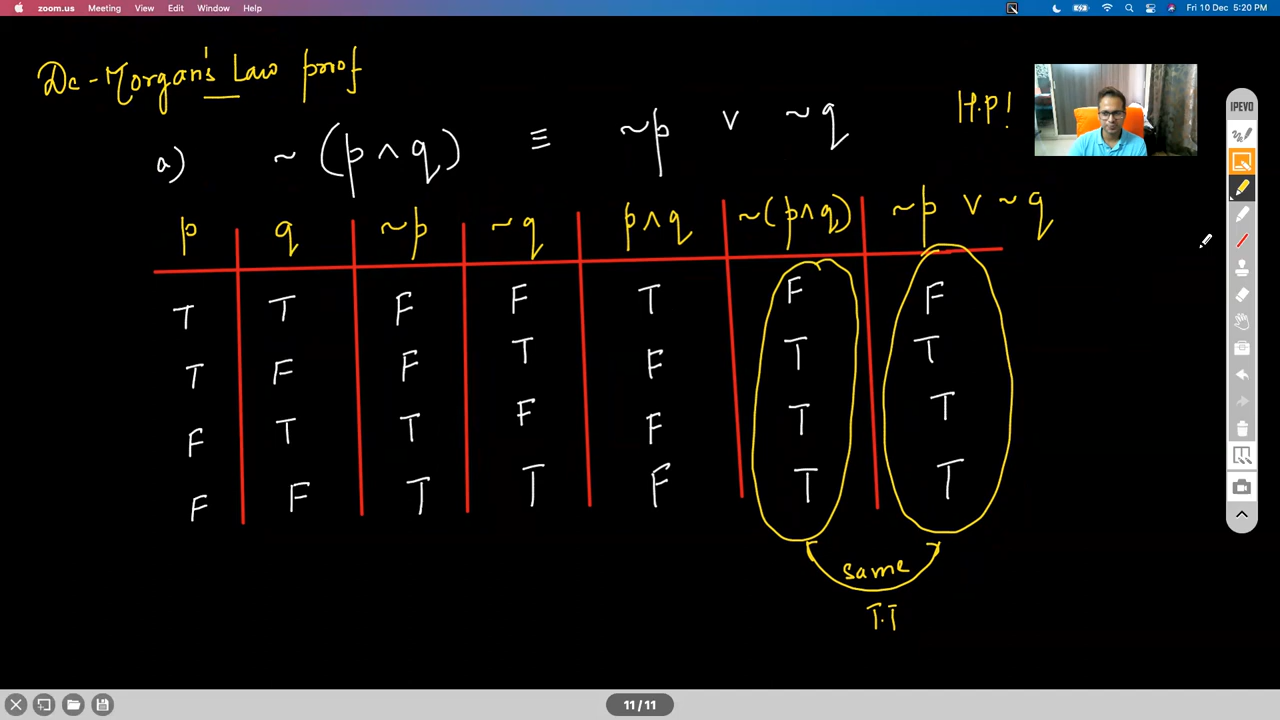 zoom.us Meeting View Edit Window Help Fri 10 Dec 5:20 PM
De-Morgan's Law proof
H.P!
IPEVO
a) ~(p ∧ q) ≡ ~p v ~q
p q ~p ~q p∧q ~(p∧q) ~p v ~q
T T F F T F F
T F F T F T T
F T T F F T T
F F T T F T T
same
T.T
11/11